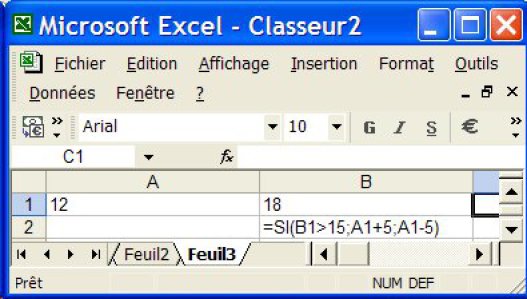 Microsoft Excel - Classeur2
Fichier Edition Affichage Insertion Format Outils
Données Fenêtre ?
» Arial 10 G I S € »
C1 fx
A B
1 12 18
2 =SI(B1>15;A1+5;A1-5)
Feuil2 Feuil3
Prêt NUM DEF